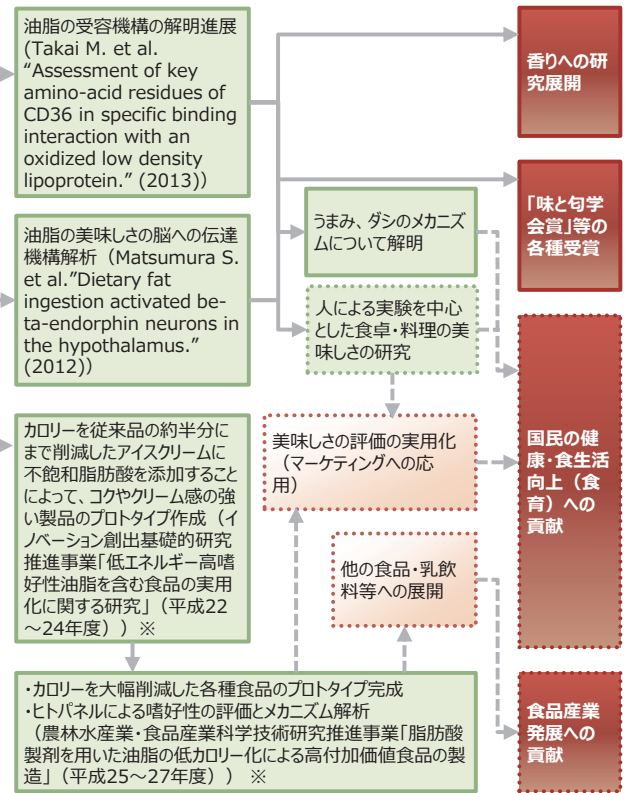 油脂の受容機構の解明進展
(Takai M. et al.
“Assessment of key
amino-acid residues of
CD36 in specific binding
interaction with an
oxidized low density
lipoprotein.” (2013)）
香りへの研
究展開
「味と匂学
会賞」等の
各種受賞
うまみ、ダシのメカニズ
ムについて解明
油脂の美味しさの脳への伝達
機構解析（Matsumura S.
et al.”Dietary fat
ingestion activated be-
ta-endorphin neurons in
the hypothalamus.”
(2012)）
人による実験を中心
とした食卓・料理の美
味しさの研究
国民の健
康・食生活
向上（食
育）への
貢献
カロリーを従来品の約半分に
まで削減したアイスクリームに
不飽和脂肪酸を添加すること
によって、コクやクリーム感の強
い製品のプロトタイプ作成（イ
ノベーション創出基礎的研究
推進事業「低エネルギー高嗜
好性油脂を含む食品の実用
化に関する研究」（平成22
～24年度））※
美味しさの評価の実用化
（マーケティングへの応
用）
他の食品・乳飲
料等への展開
・カロリーを大幅削減した各種食品のプロトタイプ完成
・ヒトパネルによる嗜好性の評価とメカニズム解析
（農林水産業・食品産業科学技術研究推進事業「脂肪酸
製剤を用いた油脂の低カロリー化による高付加価値食品の製
造」（平成25～27年度）） ※
食品産業
発展への
貢献